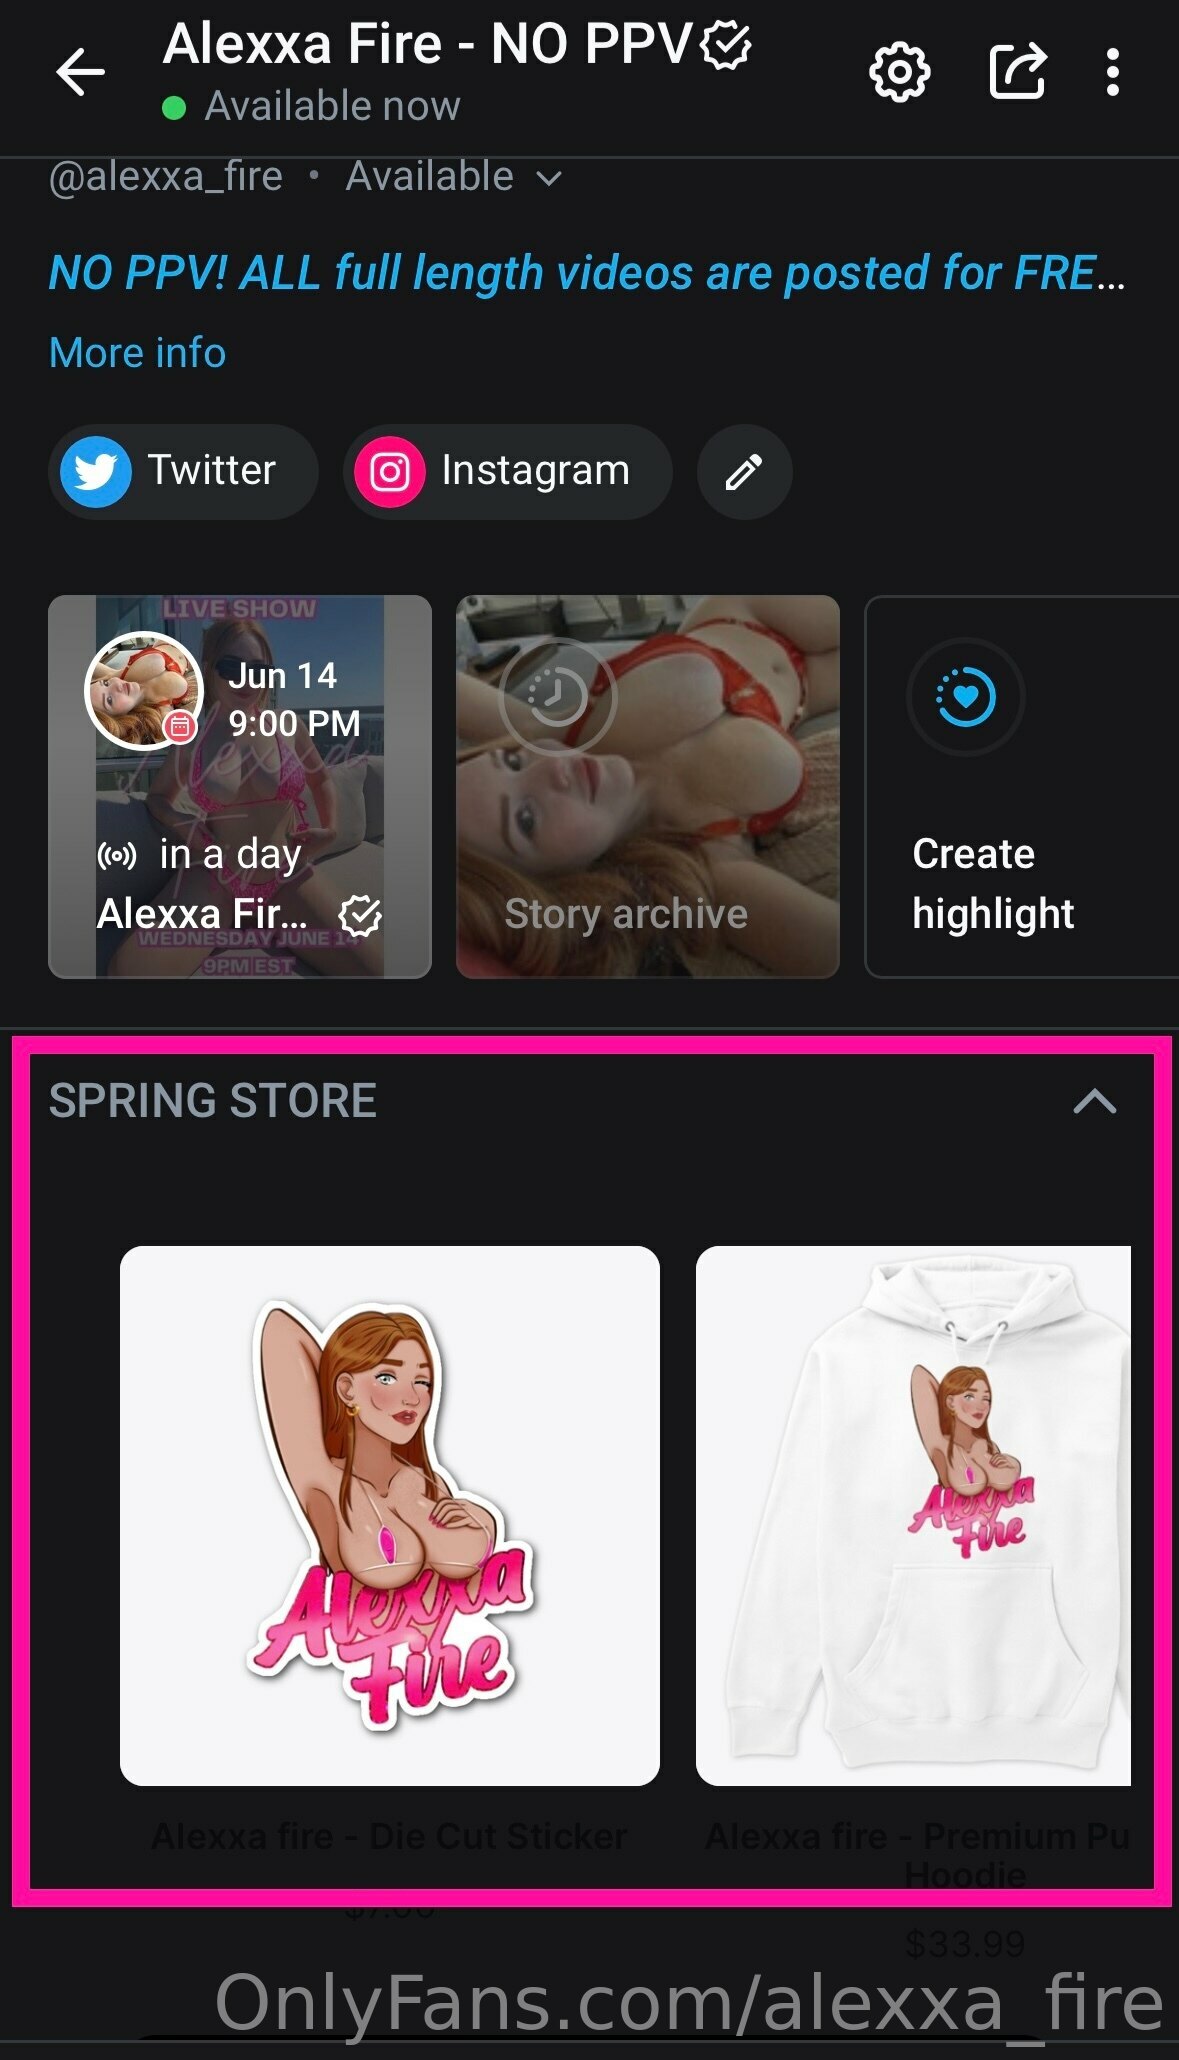 Alexxa Fire - NO PPV
Available now
@alexxa_fire • Available
NO PPV! ALL full length videos are posted for FRE...
More info
Twitter
Instagram
LIVE SHOW
Jun 14
9:00 PM
Alexxa
Fire
in a day
Alexxa Fir...
WEDNESDAY JUNE 14
9PM EST
Story archive
Create
highlight
SPRING STORE
Alexxa
Fire
Alexxa
Fire
Alexxa fire - Die Cut Sticker
Alexxa fire - Premium Pu
Hoodie
$33.99
OnlyFans.com/alexxa_fire